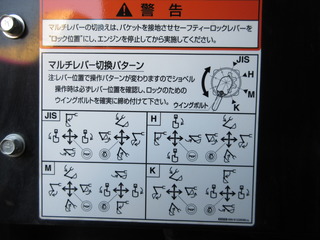 警告
マルチレバーの切換えは、バケットを接地させセーフティーロックレバーを
"ロック位置"にし、エンジンを停止してから実施してください。
マルチレバー切換パターン
注:レバー位置で操作パターンが変わりますのでショベル
操作時は必ずレバー位置を確認し、ロックのための
ウイングボルトを確実に締め付けて下さい。
ウイングボルト
JIS
H
M
K
JIS
H
M
K